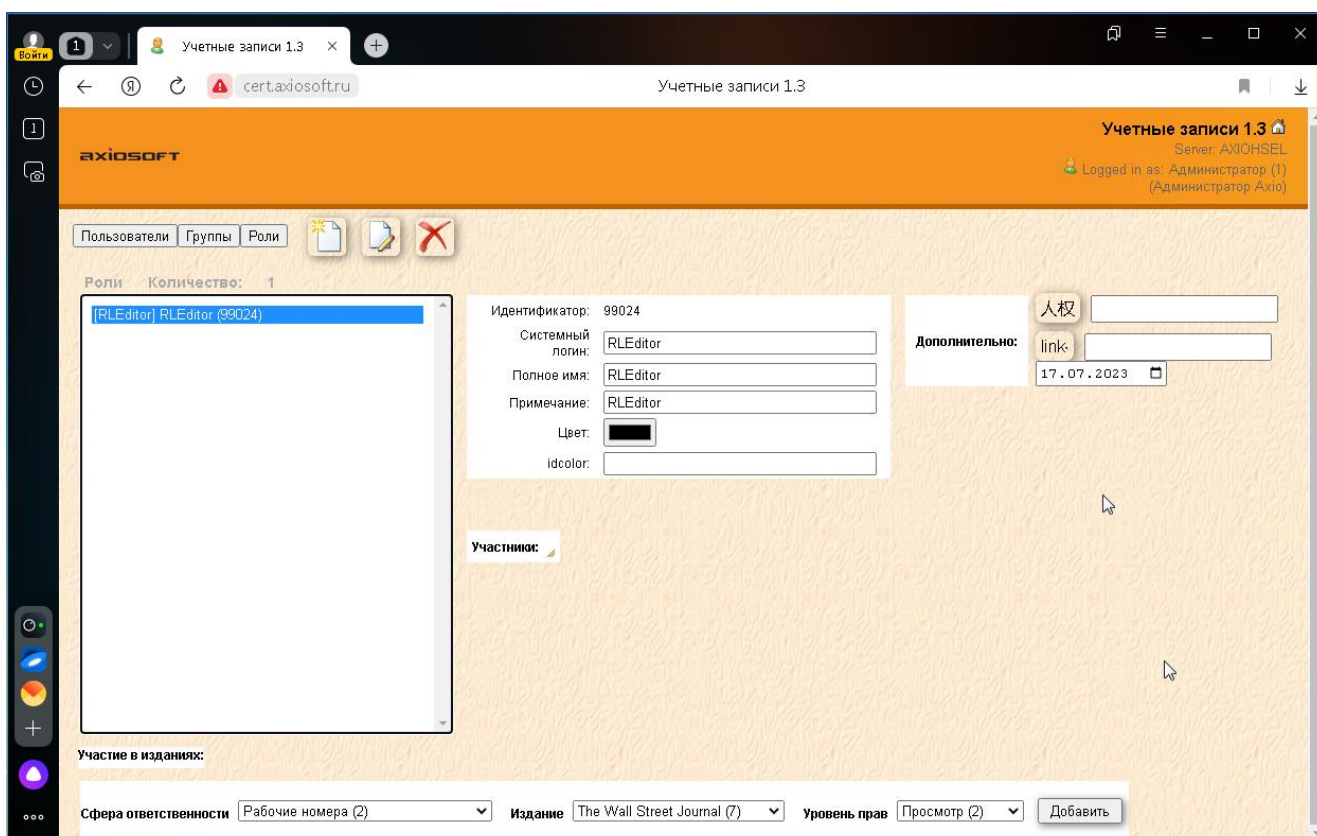 Войти
1
Учетные записи 1.3
cert.axiosoft.ru
Учетные записи 1.3
1
axiosoft
Учетные записи 1.3
Server: AXIOHSEL
Logged in as: Администратор (1)
(Администратор Axio)
Пользователи Группы Роли
Роли Количество: 1
[RLEditor] RLEditor (99024)
Идентификатор: 99024
Системный логин: RLEditor
Полное имя: RLEditor
Примечание: RLEditor
Цвет:
idcolor:
Дополнительно:
人权
link-
17.07.2023
Участники:
Участие в изданиях:
Сфера ответственности Рабочие номера (2) Издание The Wall Street Journal (7) Уровень прав Просмотр (2) Добавить